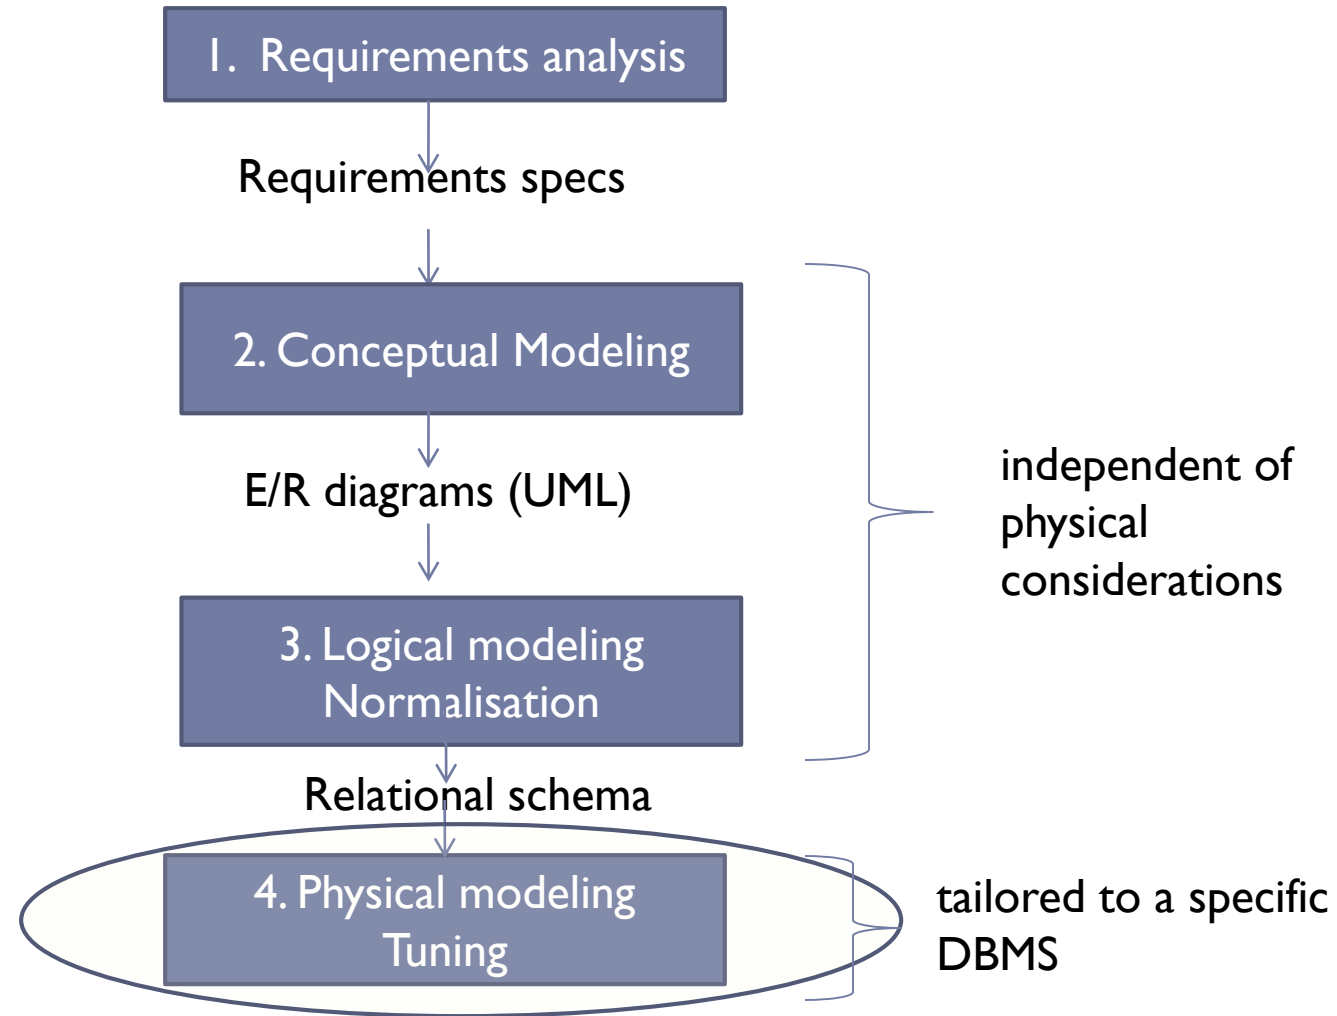 1. Requirements analysis
Requirements specs
2. Conceptual Modeling
E/R diagrams (UML)
independent of
physical
considerations
3. Logical modeling
Normalisation
Relational schema
4. Physical modeling
Tuning
tailored to a specific
DBMS